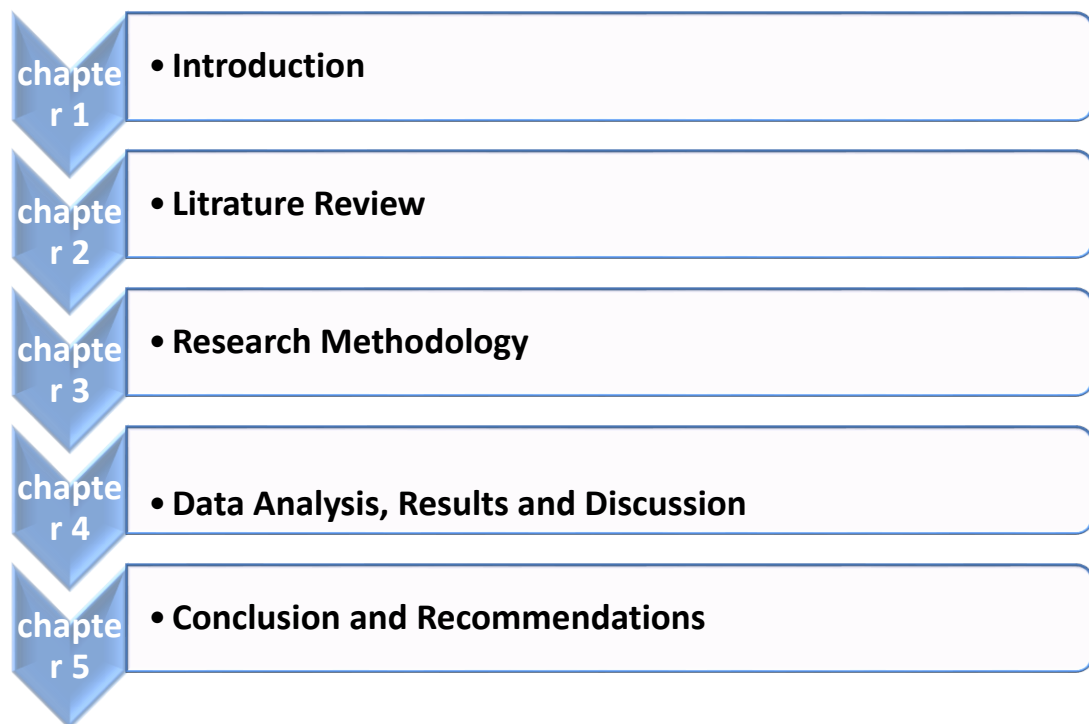 chapte
r 1
• Introduction
chapte
r 2
• Litrature Review
chapte
r 3
• Research Methodology
chapte
r 4
• Data Analysis, Results and Discussion
chapte
r 5
• Conclusion and Recommendations